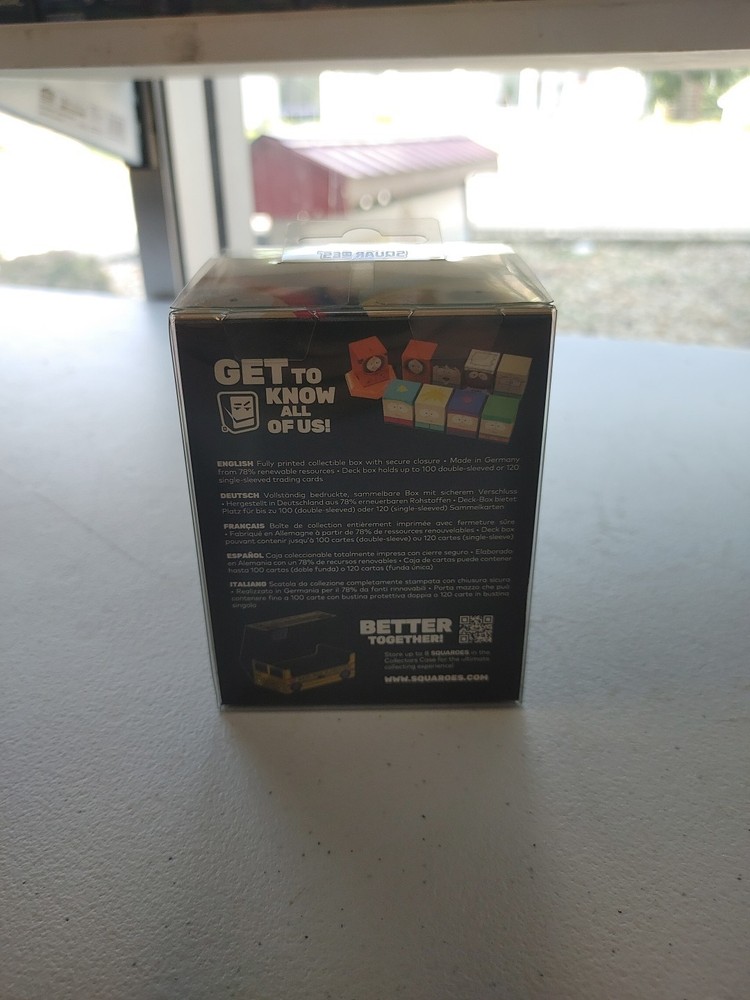 GET TO
KNOW
ALL
OF US!
ENGLISH Fully printed collectible box with secure closure • Made in Germany
from 78% renewable resources • Deck box holds up to 100 double-sleeved or 120
single-sleeved trading cards
DEUTSCH Vollständig bedruckte, sammelbare Box mit sicherem Verschluss
• Hergestellt in Deutschland aus 78% erneuerbaren Rohstoffen • Deck-Box bietet
Platz für bis zu 100 (double-sleeved) oder 120 (single-sleeved) Sammelkarten
FRANÇAIS Boîte de collection entièrement imprimée avec fermeture sûre
• Fabriqué en Allemagne à partir de 78% de ressources renouvelables • Deck box
pouvant contenir jusqu'à 100 cartes (double-sleeve) ou 120 cartes (single-sleeve)
ESPAÑOL Caja coleccionable totalmente impresa con cierre seguro • Elaborado
en Alemania con un 78% de recursos renovables • Caja de cartas puede contener
hasta 100 cartas (doble funda) o 120 cartas (funda única)
ITALIANO Scatola da collezione completamente stampata con chiusura sicura
• Realizzato in Germania per il 78% da fonti rinnovabili • Porta mazzo che può
contenere fino a 100 carte con bustina protettiva doppia o 120 carte in bustina
singola
BETTER
TOGETHER!
Store up to 4 SQUAROES in the
Collectors Case for the ultimate
collecting experience!
WWW.SQUAROES.COM